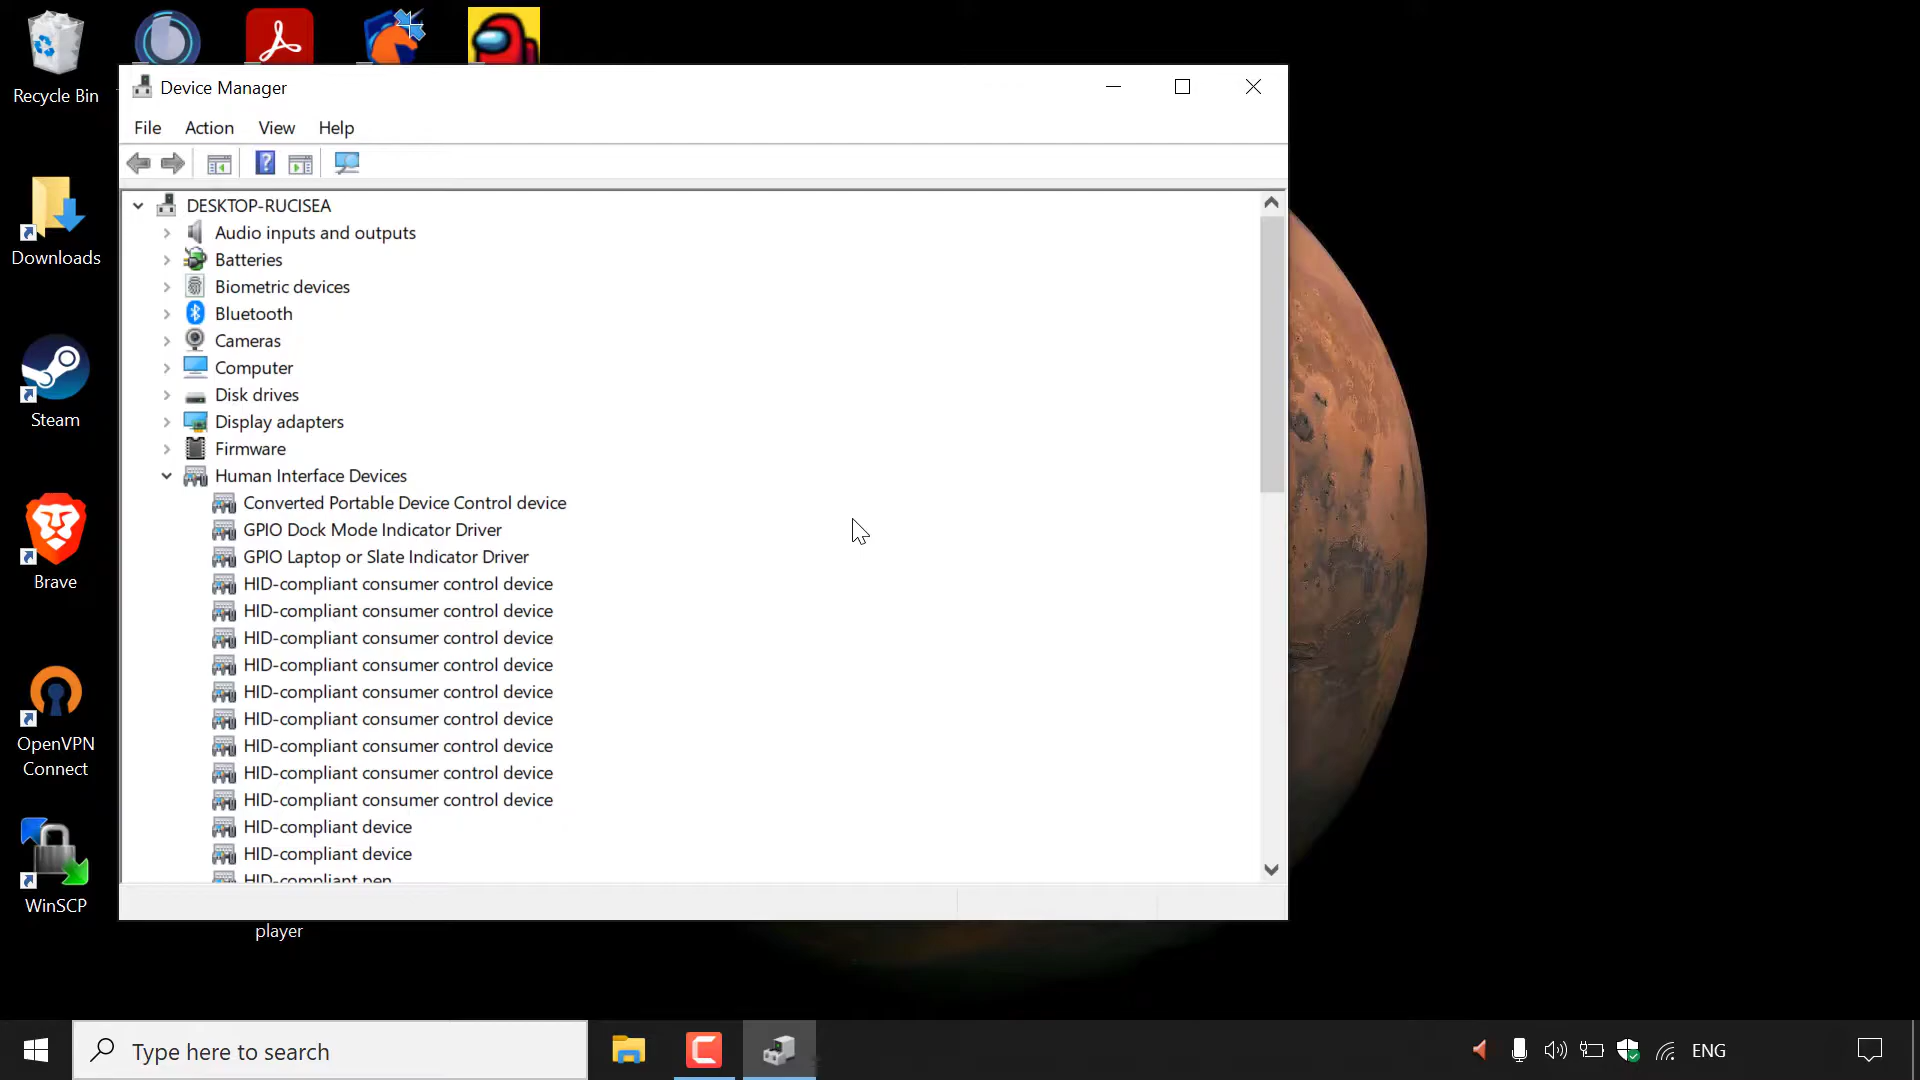 Recycle Bin
Device Manager
File Action View Help
DESKTOP-RUCISEA
Audio inputs and outputs
Batteries
Biometric devices
Bluetooth
Cameras
Computer
Disk drives
Display adapters
Firmware
Human Interface Devices
Converted Portable Device Control device
GPIO Dock Mode Indicator Driver
GPIO Laptop or Slate Indicator Driver
HID-compliant consumer control device
HID-compliant consumer control device
HID-compliant consumer control device
HID-compliant consumer control device
HID-compliant consumer control device
HID-compliant consumer control device
HID-compliant consumer control device
HID-compliant consumer control device
HID-compliant consumer control device
HID-compliant device
HID-compliant device
HID-compliant pen
Downloads
Steam
Brave
OpenVPN
Connect
WinSCP
player
Type here to search
ENG